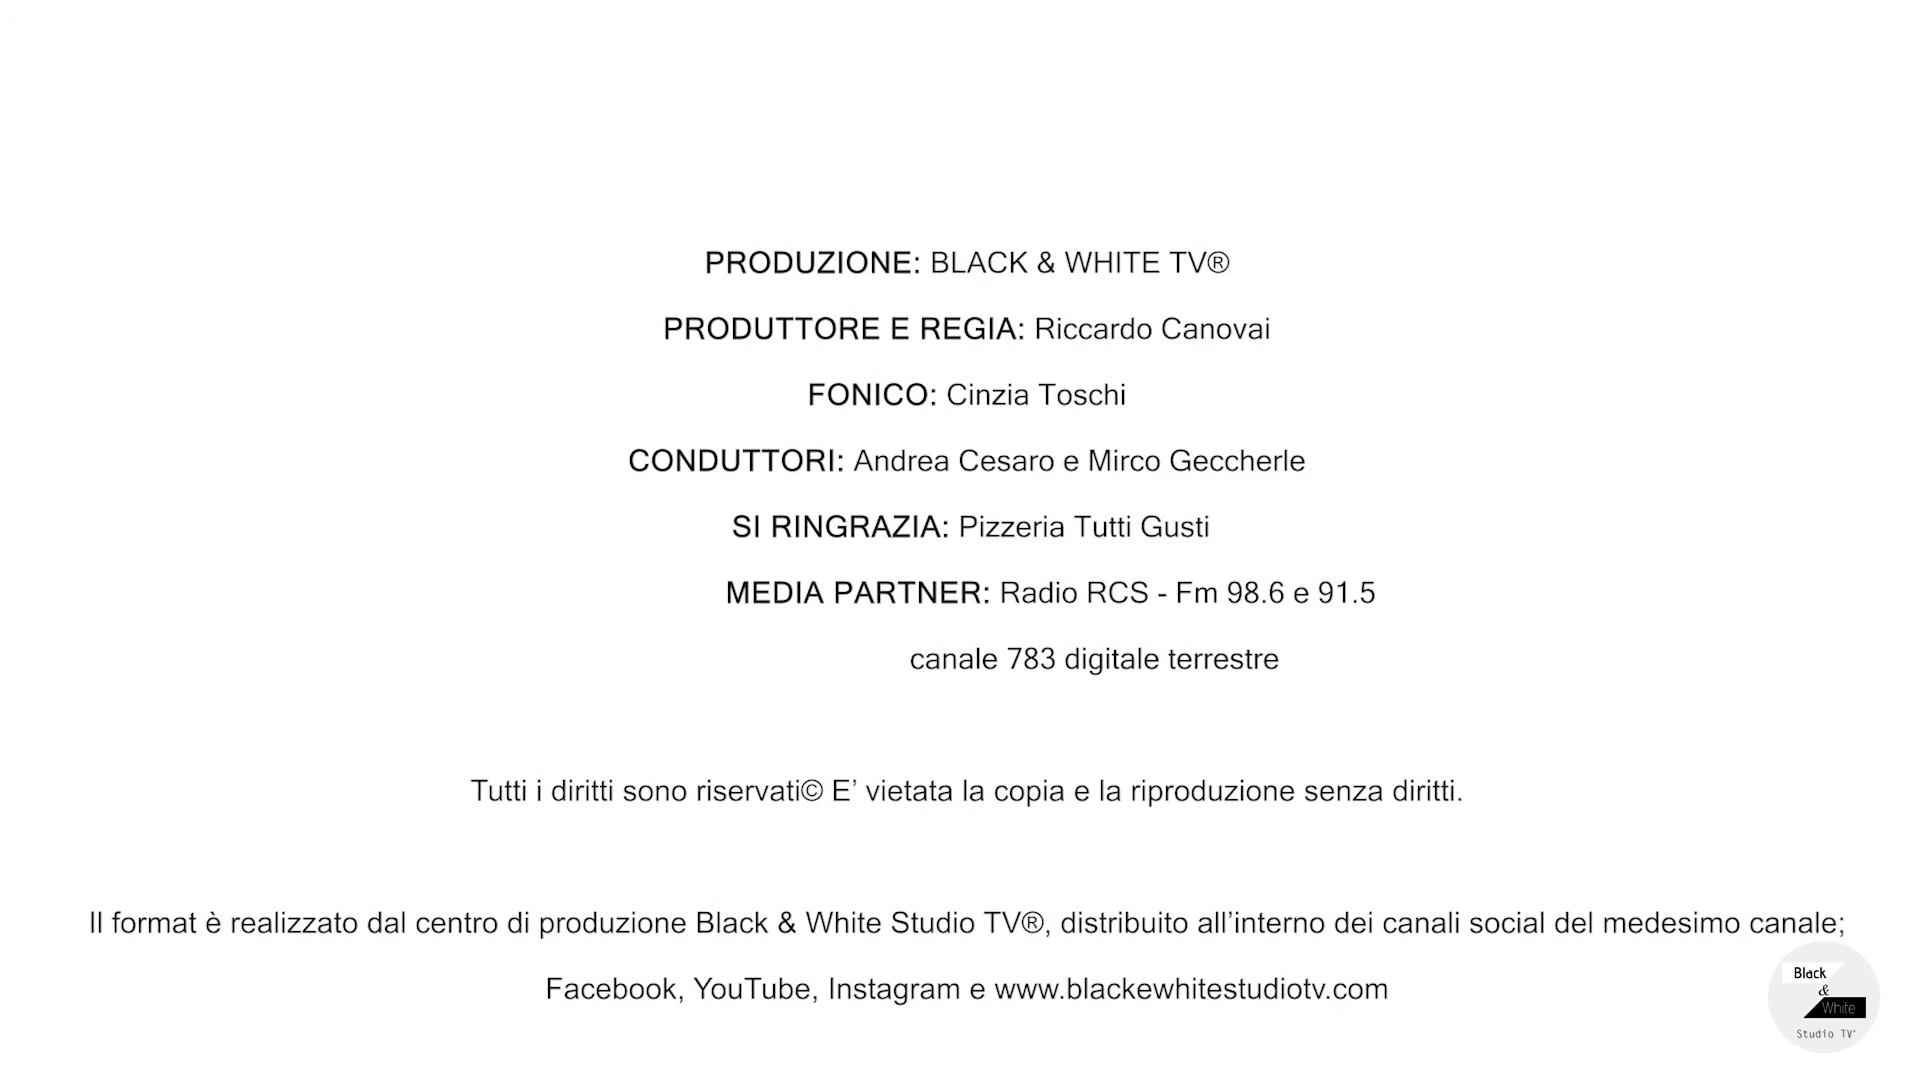 PRODUZIONE: BLACK & WHITE TV®
PRODUTTORE E REGIA: Riccardo Canovai
FONICO: Cinzia Toschi
CONDUTTORI: Andrea Cesaro e Mirco Geccherle
SI RINGRAZIA: Pizzeria Tutti Gusti
MEDIA PARTNER: Radio RCS - Fm 98.6 e 91.5
canale 783 digitale terrestre
Tutti i diritti sono riservati© E’ vietata la copia e la riproduzione senza diritti.
Il format è realizzato dal centro di produzione Black & White Studio TV®, distribuito all’interno dei canali social del medesimo canale;
Facebook, YouTube, Instagram e www.blackewhitestudiotv.com
Black
&
White
Studio TV®